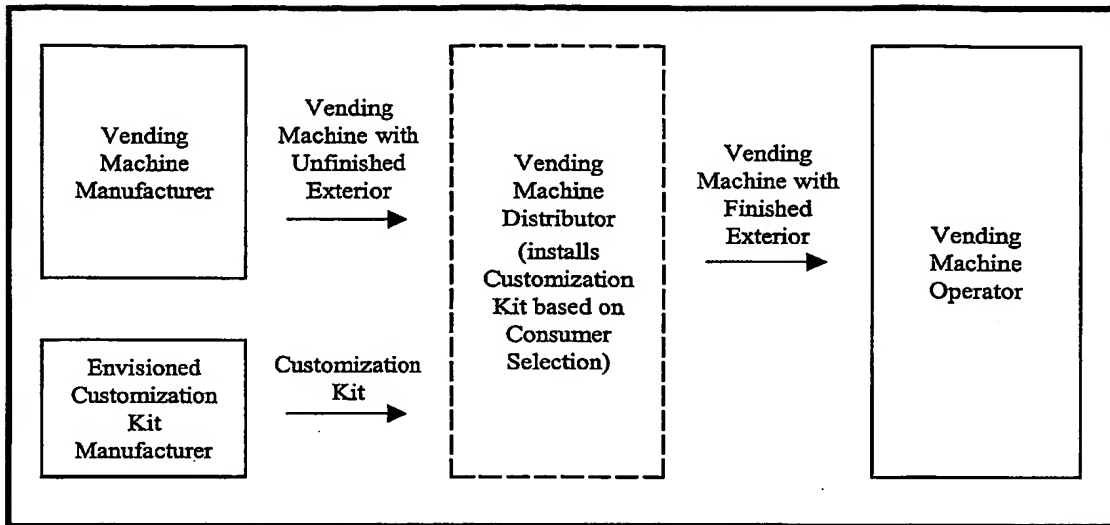 Vending
Machine
Manufacturer
Vending
Machine with
Unfinished
Exterior
Envisioned
Customization
Kit
Manufacturer
Customization
Kit
Vending
Machine
Distributor
(installs
Customization
Kit based on
Consumer
Selection)
Vending
Machine with
Finished
Exterior
Vending
Machine
Operator